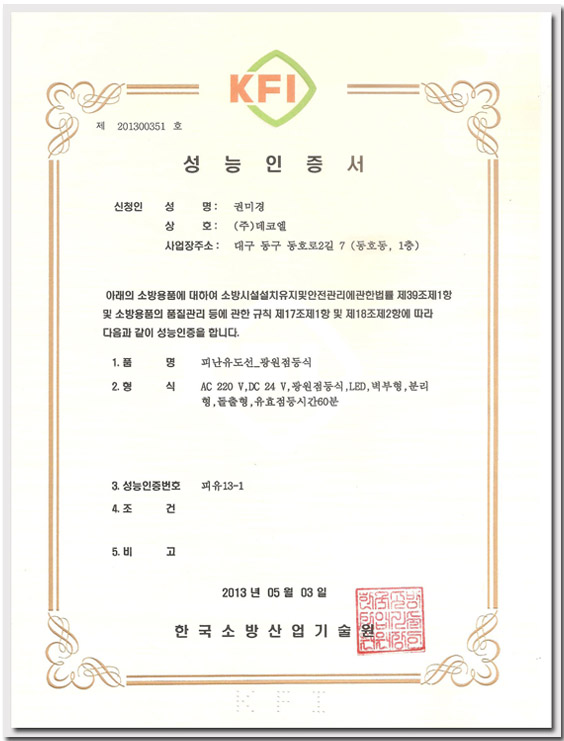 KFI
제 201300351 호
성능인증서
신청인 성 명: 권미경
상 호: (주)데코엘
사업장주소: 대구 동구 동호로2길 7 (동호동, 1층)
아래의 소방용품에 대하여 소방시설설치유지및안전관리에관한법률 제39조제1항
및 소방용품의 품질관리 등에 관한 규칙 제17조제1항 및 제18조제2항에 따라
다음과 같이 성능인증을 합니다.
1. 품 명 피난유도선_광원점등식
2. 형 식 AC 220 V,DC 24 V,광원점등식,LED,벽부형,분리
형,돌출형,유효점등시간60분
3. 성능인증번호 피유13-1
4. 조 건
5. 비 고
2013 년 05 월 03 일
한국소방산업기술원
KFI